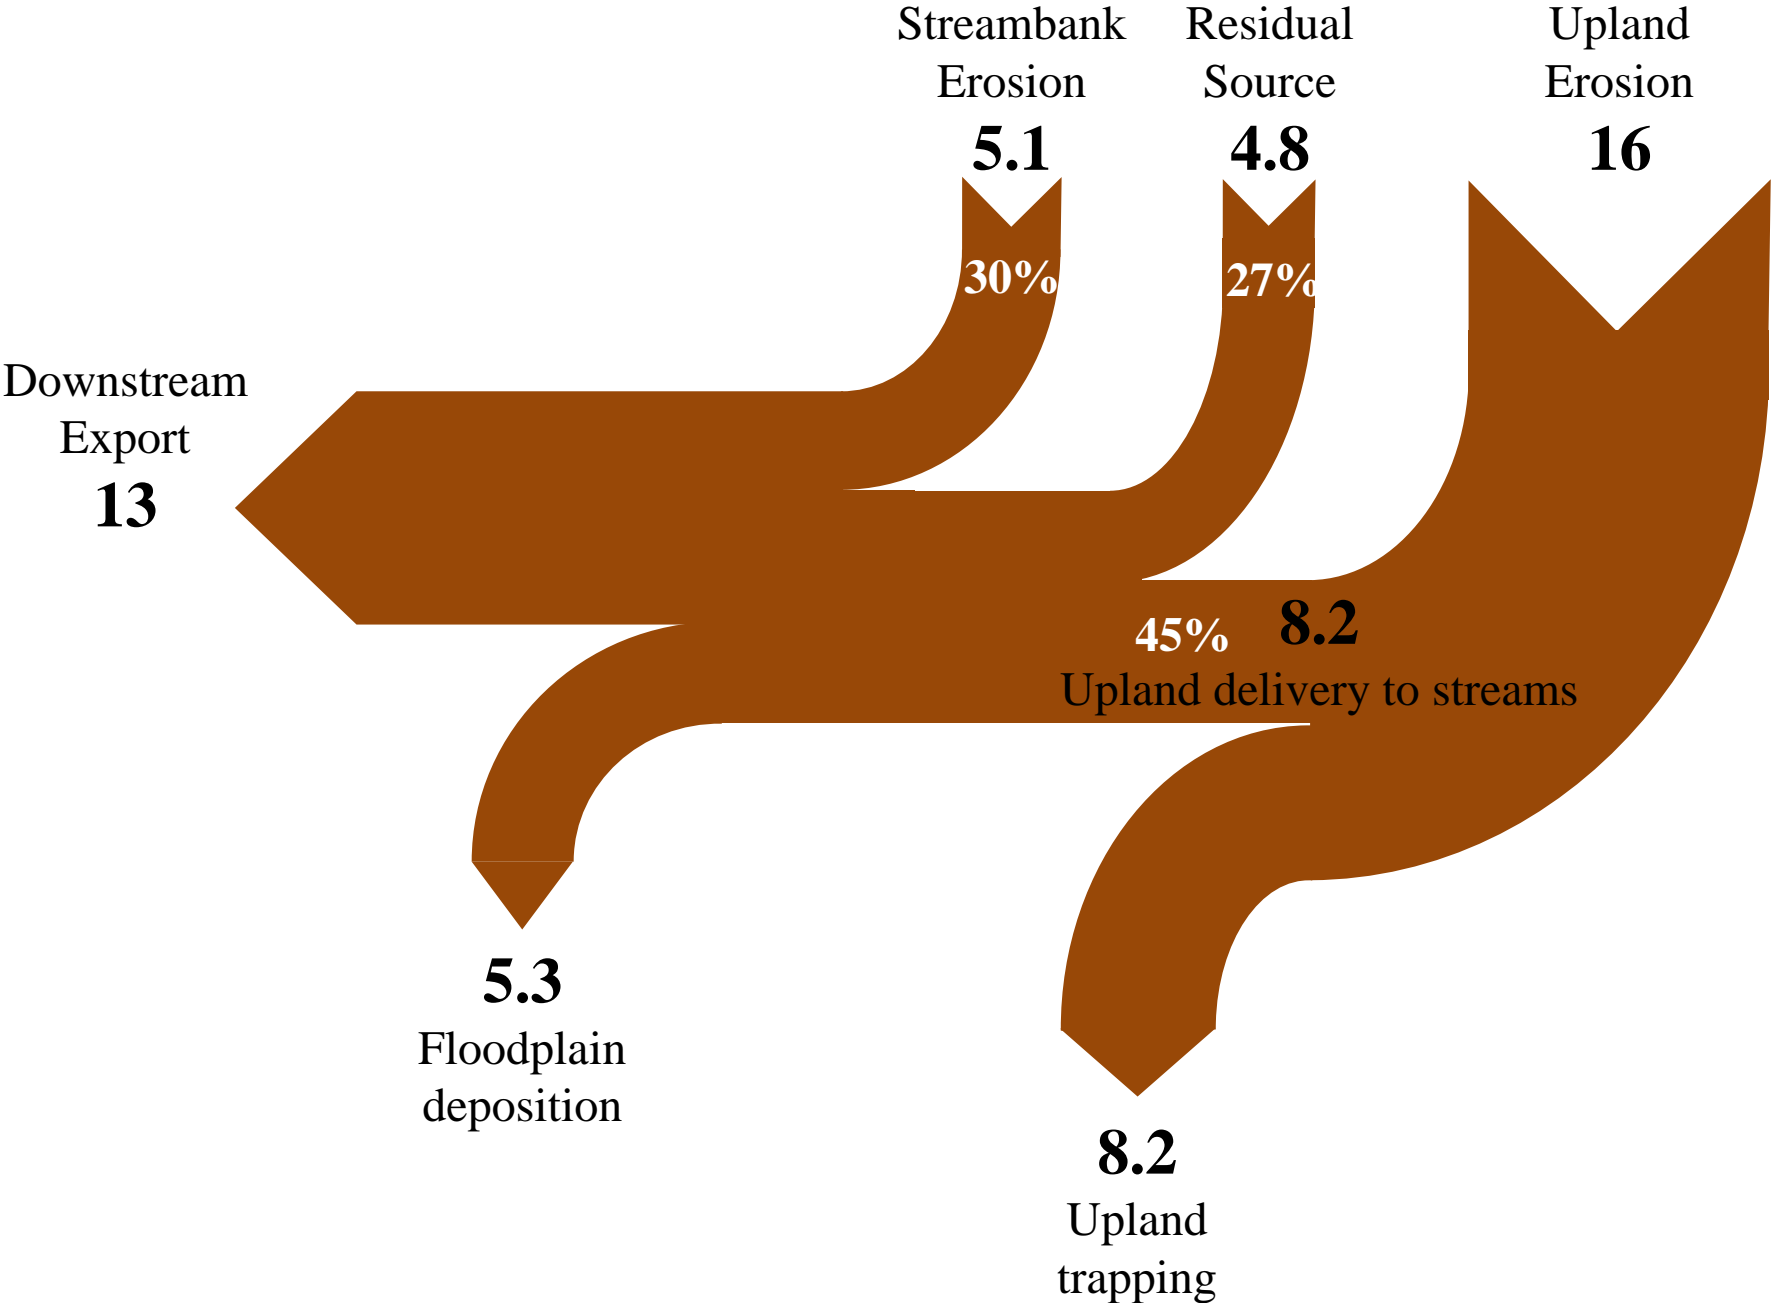 Streambank
Erosion
5.1
30%
Residual
Source
4.8
27%
Upland
Erosion
16
Downstream
Export
13
45%
8.2
Upland delivery to streams
5.3
Floodplain
deposition
8.2
Upland
trapping